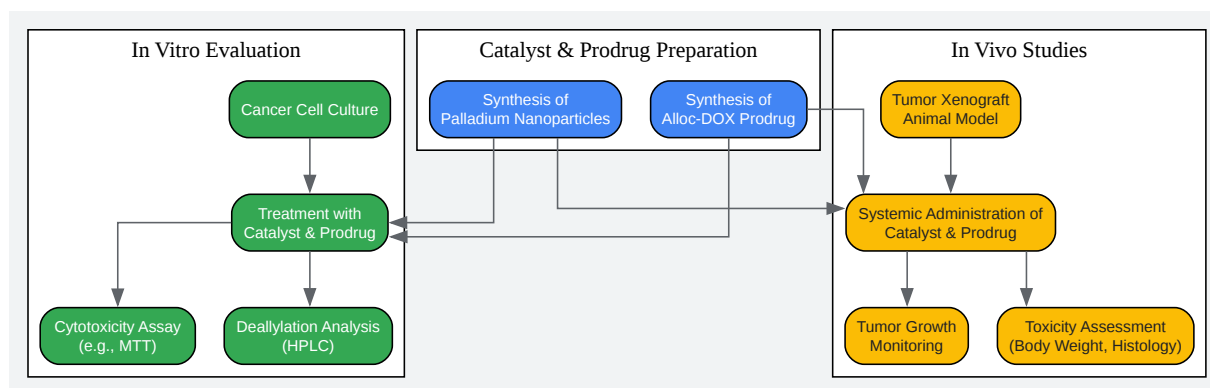 In Vitro Evaluation
Cancer Cell Culture
Treatment with
Catalyst & Prodrug
Cytotoxicity Assay
(e.g., MTT)
Deallylation Analysis
(HPLC)
Catalyst & Prodrug Preparation
Synthesis of
Palladium Nanoparticles
Synthesis of
Alloc-DOX Prodrug
In Vivo Studies
Tumor Xenograft
Animal Model
Systemic Administration of
Catalyst & Prodrug
Tumor Growth
Monitoring
Toxicity Assessment
(Body Weight, Histology)